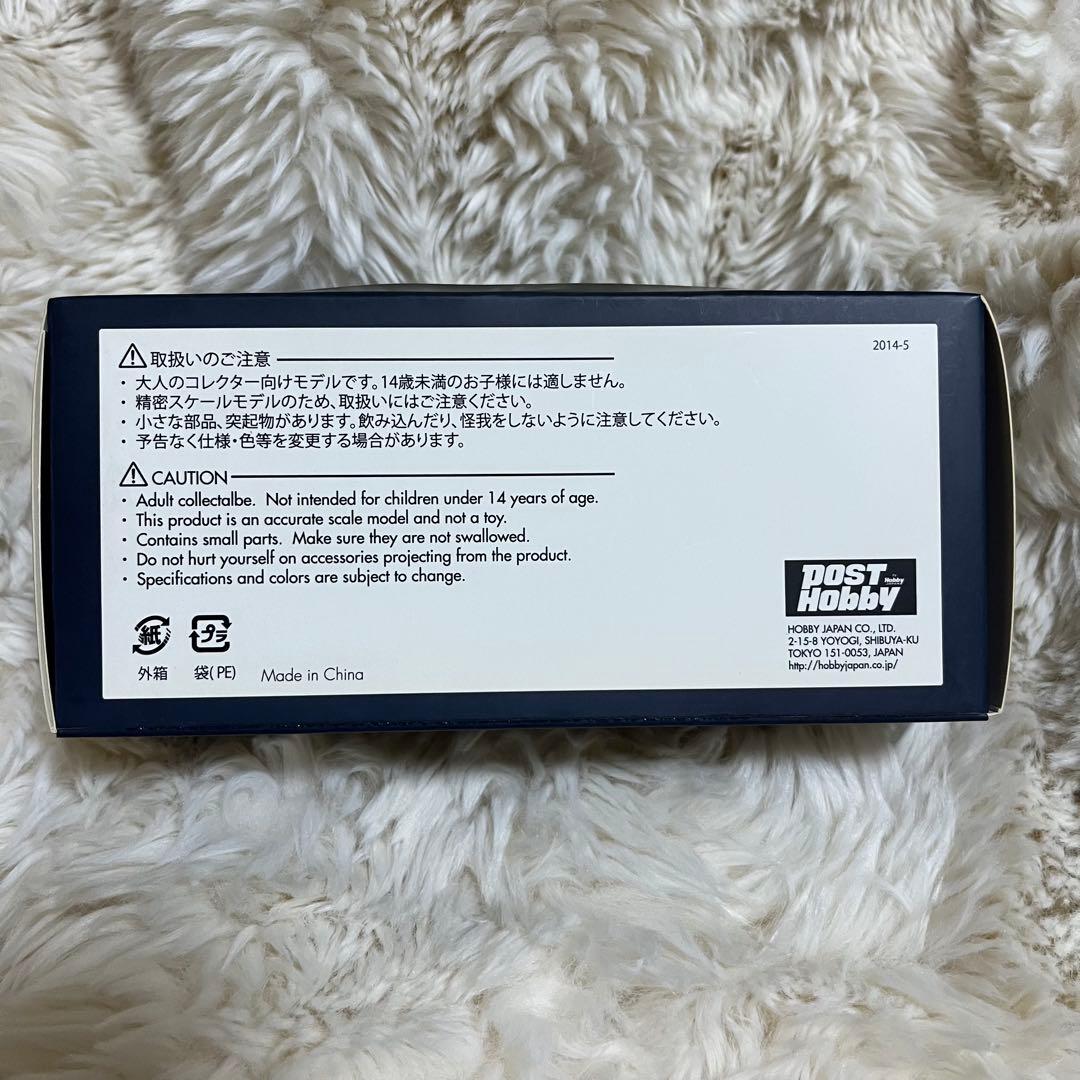 2014-5
⚠取扱いのご注意
・大人のコレクター向けモデルです。14歳未満のお子様には適しません。
・精密スケールモデルのため、取扱いにはご注意ください。
・小さな部品、突起物があります。飲み込んだり、怪我をしないように注意してください。
・予告なく仕様・色等を変更する場合があります。
⚠CAUTION
・Adult collectalbe. Not intended for children under 14 years of age.
・This product is an accurate scale model and not a toy.
・Contains small parts. Make sure they are not swallowed.
・Do not hurt yourself on accessories projecting from the product.
・Specifications and colors are subject to change.
紙
外箱
プラ
袋(PE)
Made in China
POST
by Hobby JAPAN
Hobby
HOBBY JAPAN CO., LTD.
2-15-8 YOYOGI, SHIBUYA-KU
TOKYO 151-0053, JAPAN
http://hobbyjapan.co.jp/